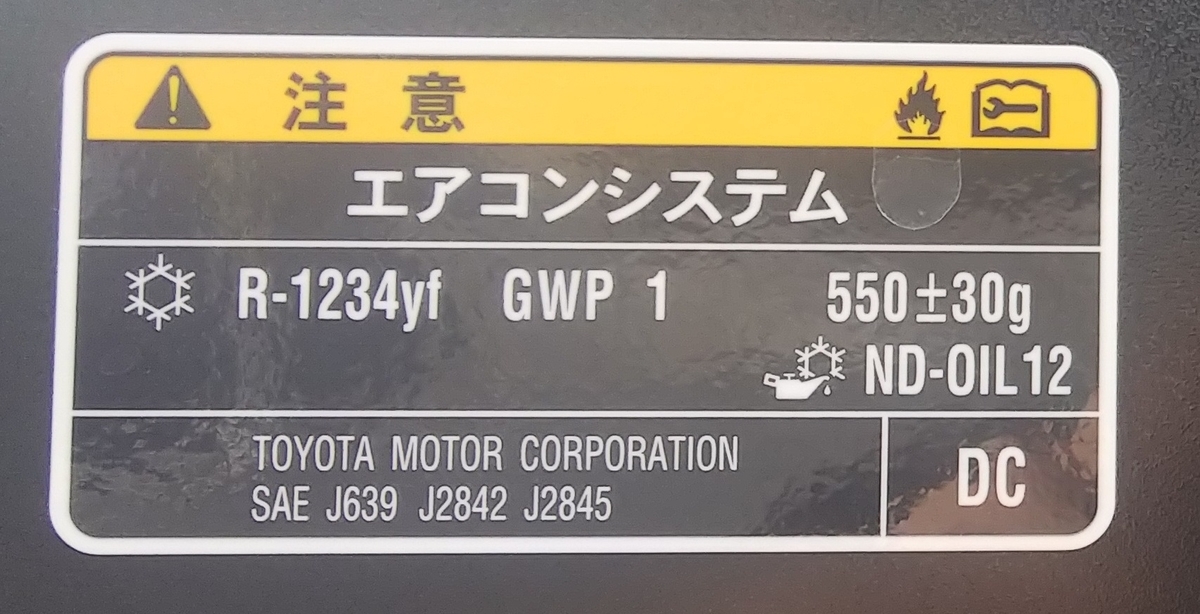 注意
エアコンシステム
R-1234yf GWP 1 550±30g
ND-OIL12
TOYOTA MOTOR CORPORATION
SAE J639 J2842 J2845
DC